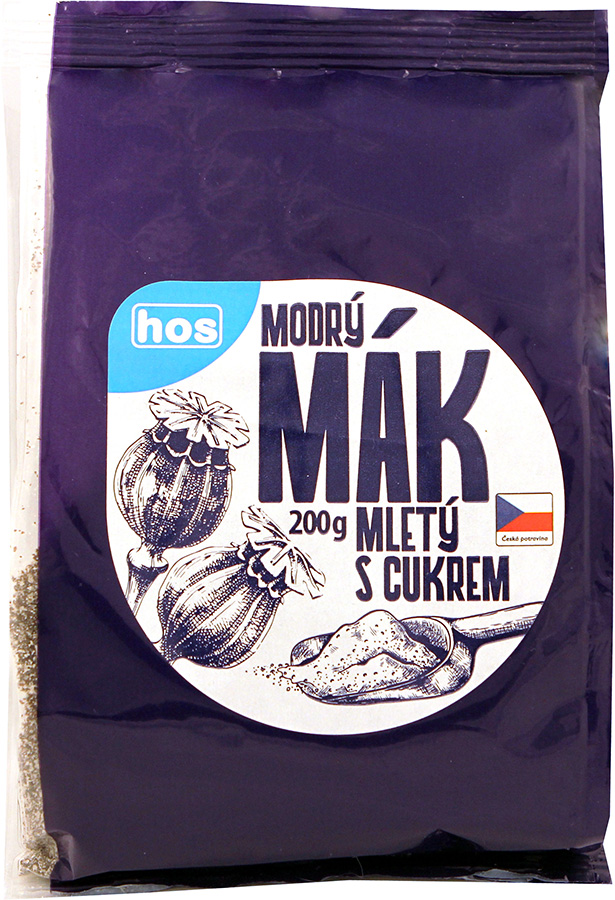 hos
MODRÝ
MÁK
200g MLETÝ
S CUKREM
Česká potravina